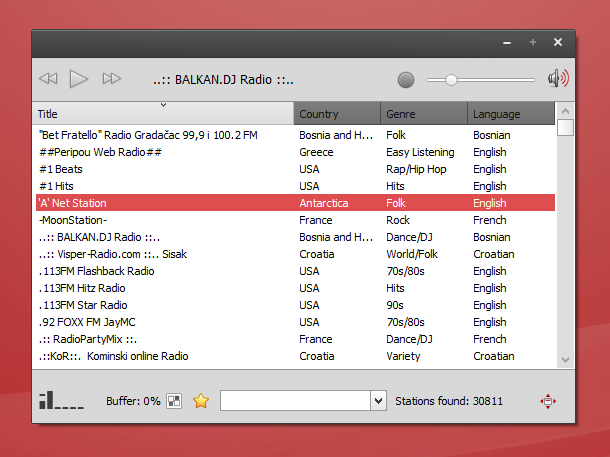 ..:: BALKAN.DJ Radio ::..
Title Country Genre Language
"Bet Fratello" Radio Gradačac 99,9 i 100.2 FM Bosnia and H... Folk Bosnian
##Peripou Web Radio## Greece Easy Listening English
#1 Beats USA Rap/Hip Hop English
#1 Hits USA Hits English
'A' Net Station Antarctica Folk English
-MoonStation- France Rock French
..:: BALKAN.DJ Radio ::.. Bosnia and H... Dance/DJ Bosnian
..:: Visper-Radio.com ::.. Sisak Croatia World/Folk Croatian
.113FM Flashback Radio USA 70s/80s English
.113FM Hitz Radio USA Hits English
.113FM Star Radio USA 90s English
.92 FOXX FM JayMC USA 70s/80s English
.:: RadioPartyMix ::. France Dance/DJ French
.::KoR::. Kominski online Radio Croatia Variety Croatian
Buffer: 0% Stations found: 30811